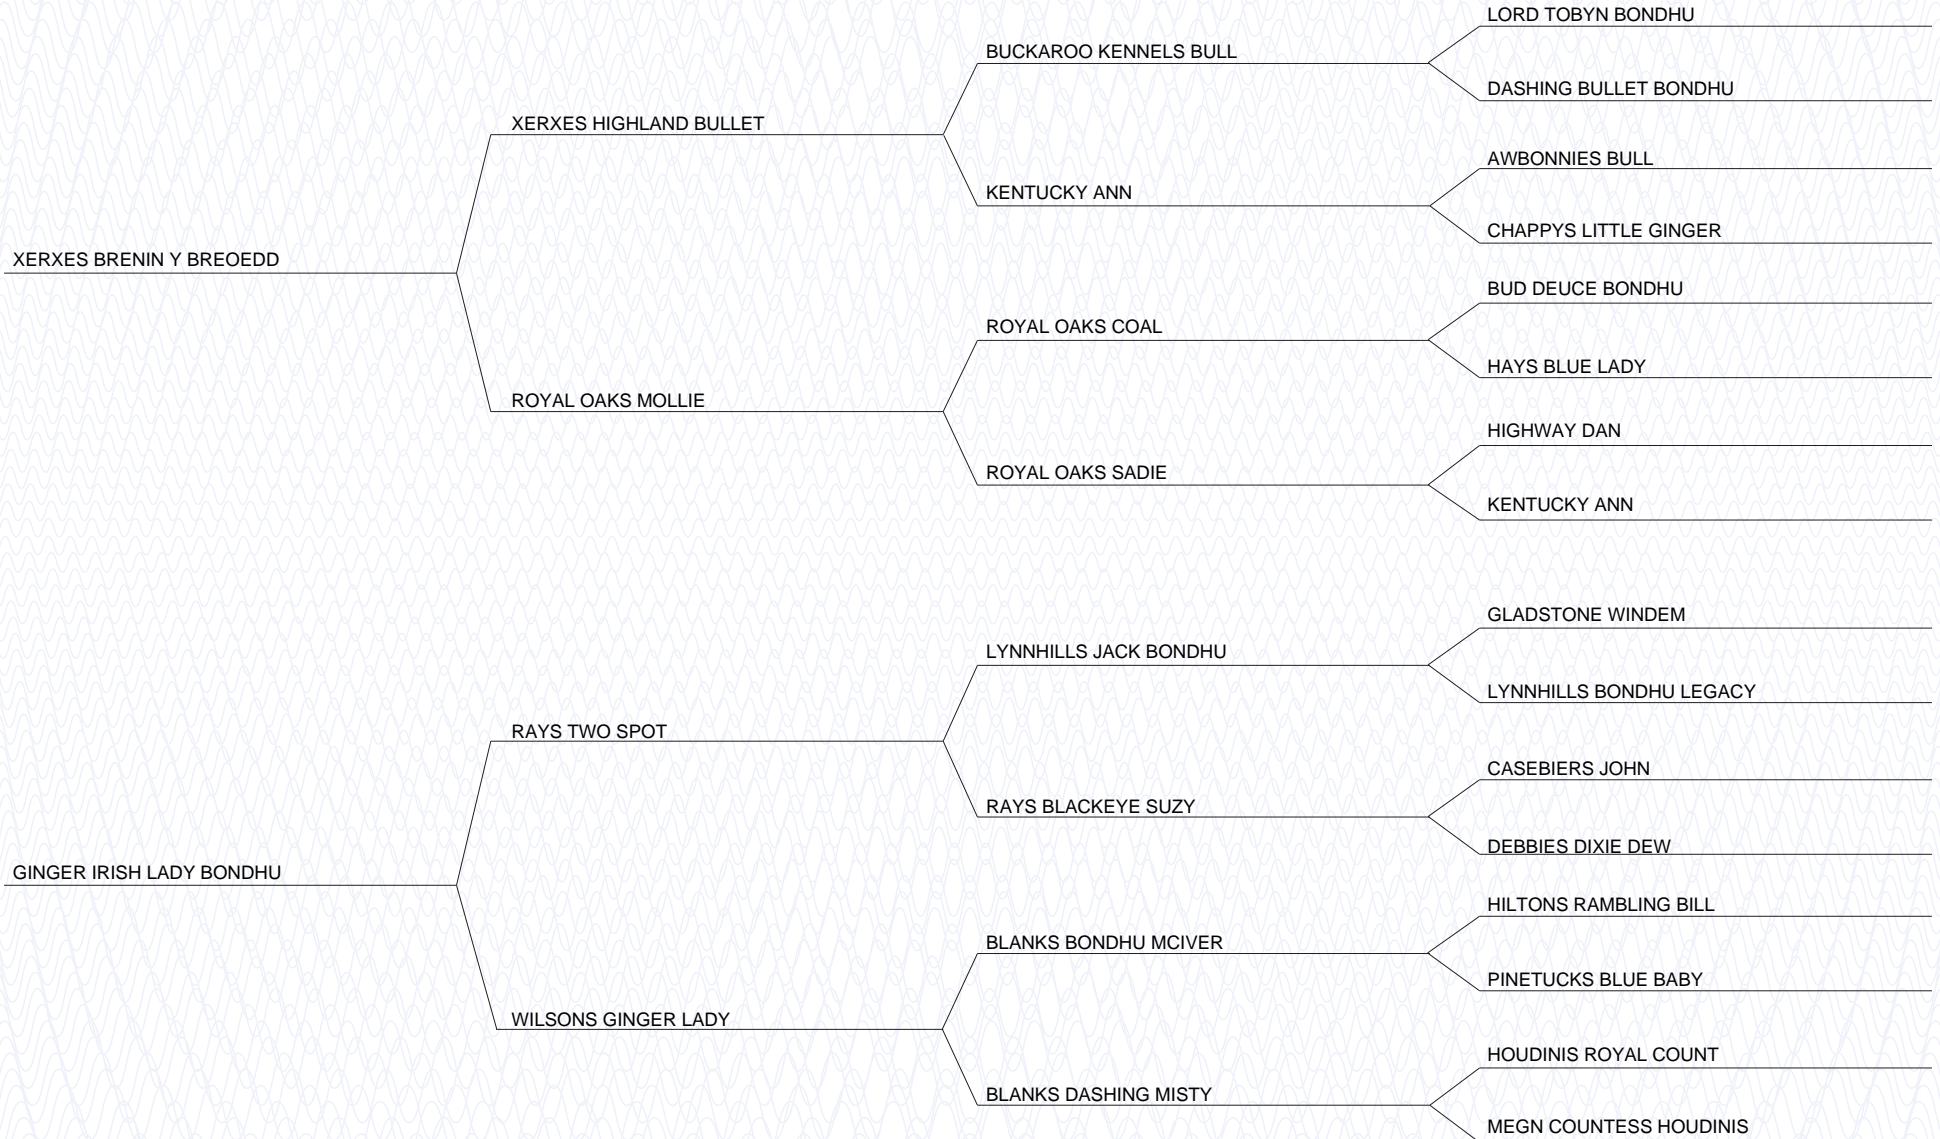 LORD TOBYN BONDHU
BUCKAROO KENNELS BULL
DASHING BULLET BONDHU
XERXES HIGHLAND BULLET
AWBONNIES BULL
KENTUCKY ANN
CHAPPYS LITTLE GINGER
XERXES BRENIN Y BREOEDD
BUD DEUCE BONDHU
ROYAL OAKS COAL
HAYS BLUE LADY
ROYAL OAKS MOLLIE
HIGHWAY DAN
ROYAL OAKS SADIE
KENTUCKY ANN
GLADSTONE WINDEM
LYNNHILLS JACK BONDHU
LYNNHILLS BONDHU LEGACY
RAYS TWO SPOT
CASEBIERS JOHN
RAYS BLACKEYE SUZY
DEBBIES DIXIE DEW
GINGER IRISH LADY BONDHU
HILTONS RAMBLING BILL
BLANKS BONDHU MCIVER
PINETUCKS BLUE BABY
WILSONS GINGER LADY
HOUDINIS ROYAL COUNT
BLANKS DASHING MISTY
MEGN COUNTESS HOUDINIS